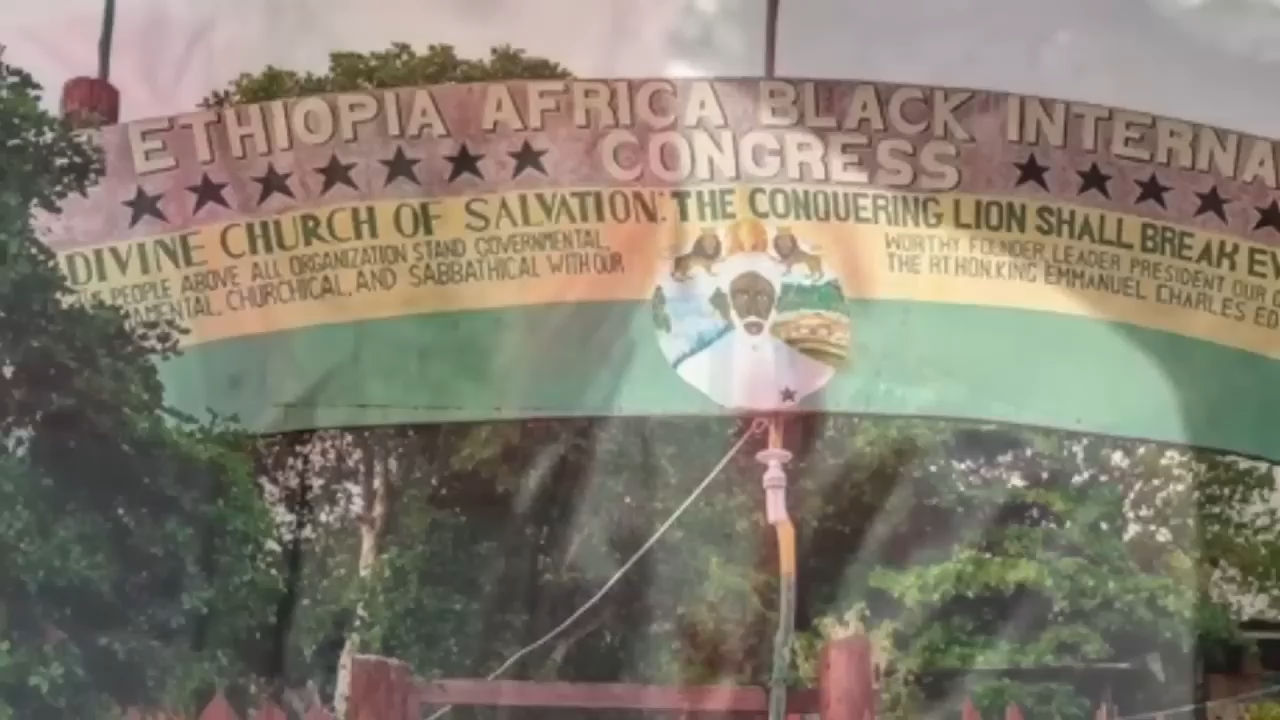 ETHIOPIA AFRICA BLACK INTERNA
CONGRESS
DIVINE CHURCH OF SALVATION: THE CONQUERING LION SHALL BREAK EV
THE PEOPLE ABOVE ALL ORGANIZATION STAND GOVERNMENTAL,
AMENTAL, CHURCHICAL, AND SABBATHICAL WITH OUR
WORTHY FOUNDER, LEADER PRESIDENT OUR
THE RT HON. KING EMMANUEL CHARLES ED